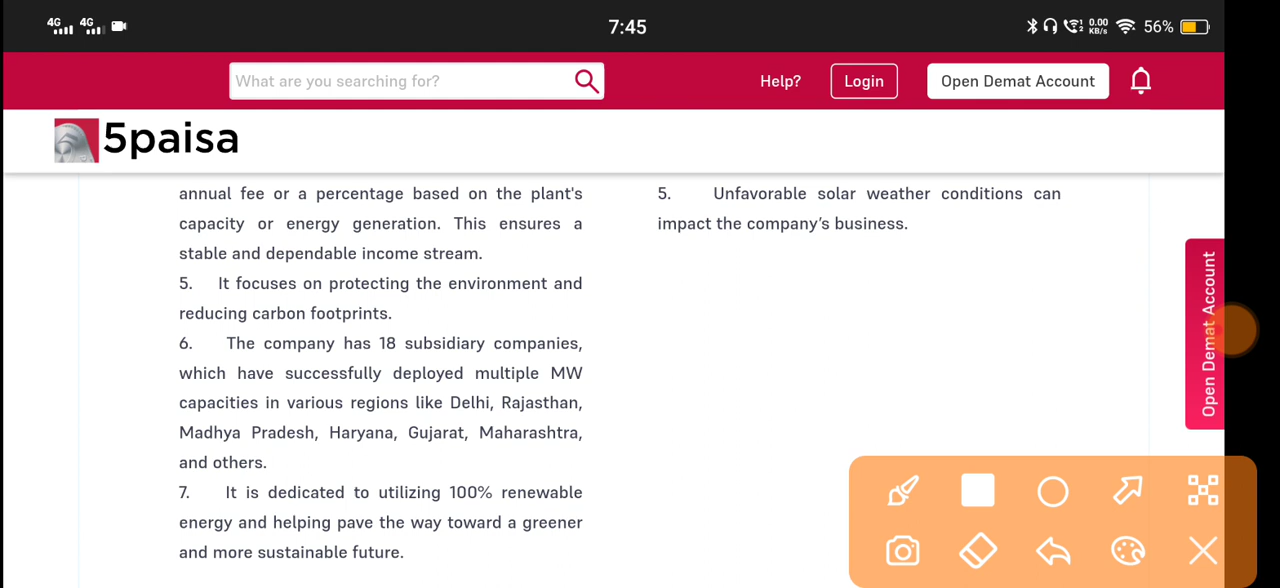 4G 4G 7:45 0.00 KB/s 56%
What are you searching for? Help? Login Open Demat Account
5paisa
annual fee or a percentage based on the plant's
capacity or energy generation. This ensures a
stable and dependable income stream.
5. It focuses on protecting the environment and
reducing carbon footprints.
6. The company has 18 subsidiary companies,
which have successfully deployed multiple MW
capacities in various regions like Delhi, Rajasthan,
Madhya Pradesh, Haryana, Gujarat, Maharashtra,
and others.
7. It is dedicated to utilizing 100% renewable
energy and helping pave the way toward a greener
and more sustainable future.
5. Unfavorable solar weather conditions can
impact the company's business.
Open Demat Account